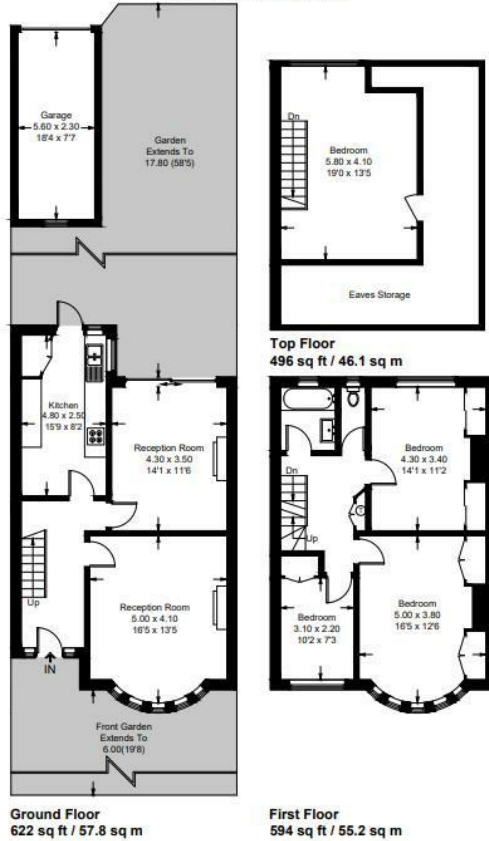 Garage
5.60 x 2.30
18'4 x 7'7
Garden
Extends To
17.80 (58'5)
Dn
Bedroom
5.80 x 4.10
19'0 x 13'5
Eaves Storage
Top Floor
496 sq ft / 46.1 sq m
Kitchen
4.80 x 2.50
15'9 x 8'2
Reception Room
4.30 x 3.50
14'1 x 11'6
Up
Reception Room
5.00 x 4.10
16'5 x 13'5
IN
Front Garden
Extends To
6.00(19'8)
Ground Floor
622 sq ft / 57.8 sq m
Bedroom
4.30 x 3.40
14'1 x 11'2
Dn
Up
Bedroom
3.10 x 2.20
10'2 x 7'3
Bedroom
5.00 x 3.80
16'5 x 12'6
First Floor
594 sq ft / 55.2 sq m